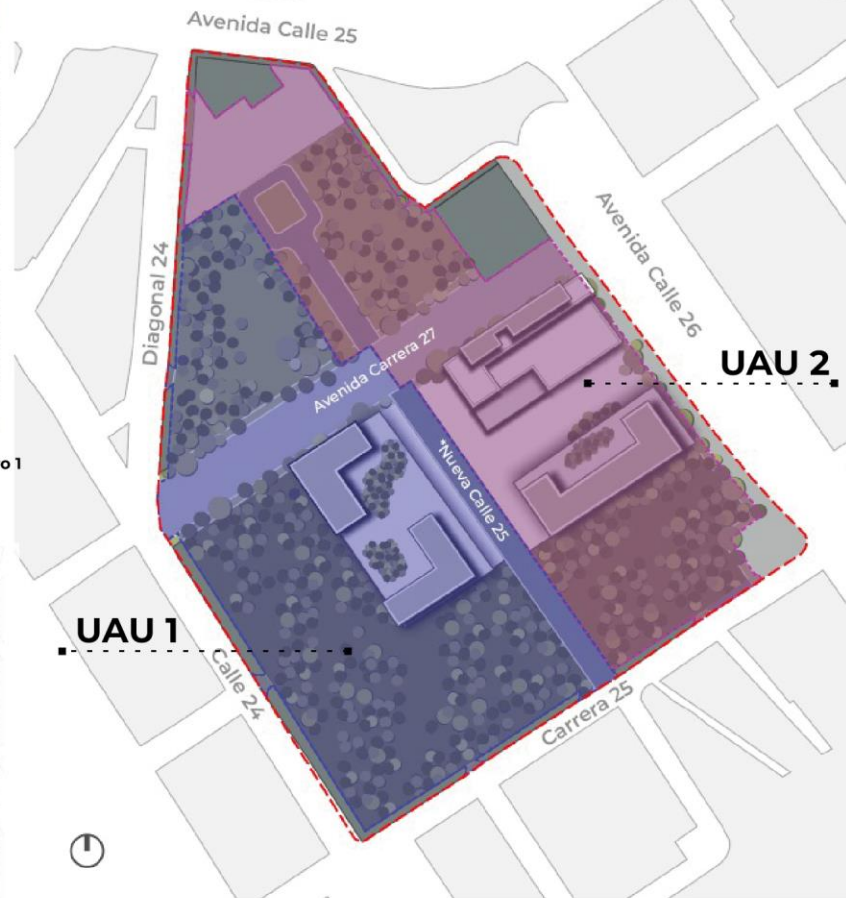 Avenida Calle 25
Avenida Calle 26
Diagonal 24
UAU 2
Avenida Carrera 27
*Nueva Calle 25
o 1
UAU 1
Calle 24
Carrera 25